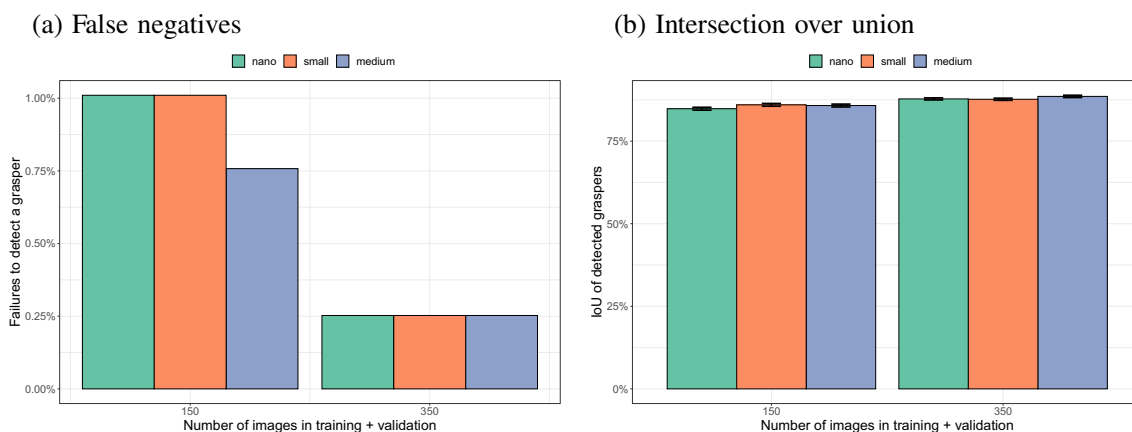 (a) False negatives
nano small medium
1.00%
0.75%
0.50%
0.25%
0.00%
Failures to detect a grasper
150 350
Number of images in training + validation
(b) Intersection over union
nano small medium
75%
50%
25%
0%
IoU of detected graspers
150 350
Number of images in training + validation